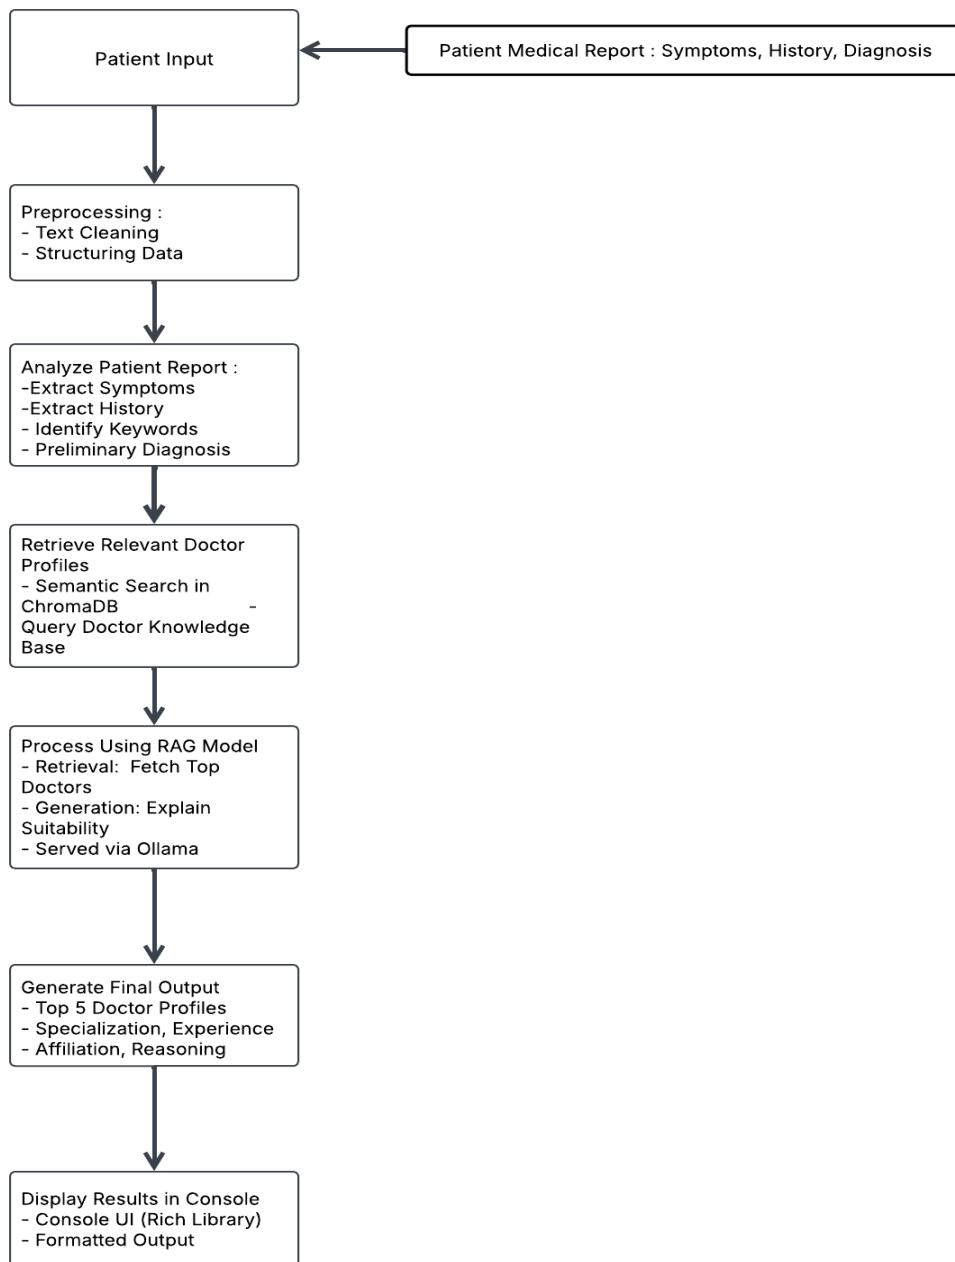 Patient Input
Patient Medical Report : Symptoms, History, Diagnosis
Preprocessing :
- Text Cleaning
- Structuring Data
Analyze Patient Report :
-Extract Symptoms
-Extract History
- Identify Keywords
- Preliminary Diagnosis
Retrieve Relevant Doctor
Profiles
- Semantic Search in
ChromaDB -
Query Doctor Knowledge
Base
Process Using RAG Model
- Retrieval: Fetch Top
Doctors
- Generation: Explain
Suitability
- Served via Ollama
Generate Final Output
- Top 5 Doctor Profiles
- Specialization, Experience
- Affiliation, Reasoning
Display Results in Console
- Console UI (Rich Library)
- Formatted Output